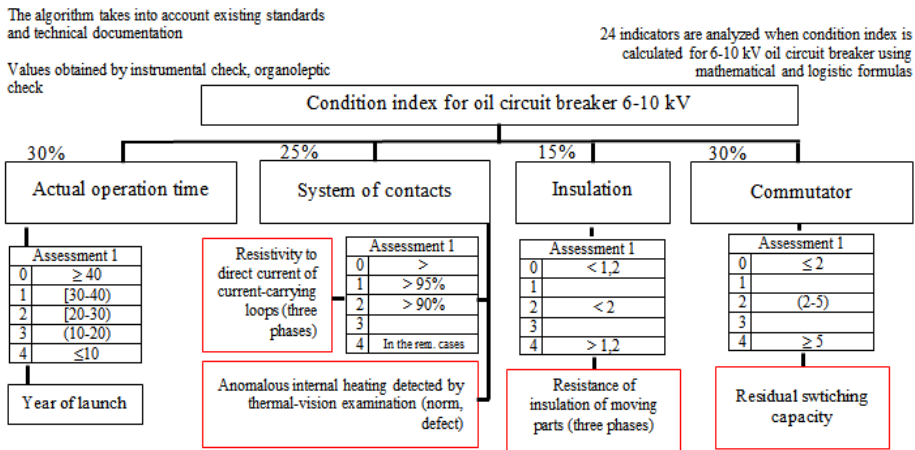 The algorithm takes into account existing standards
and technical documentation
Values obtained by instrumental check, organoleptic
check
24 indicators are analyzed when condition index is
calculated for 6-10 kV oil circuit breaker using
mathematical and logistic formulas
Condition index for oil circuit breaker 6-10 kV
30%
25%
15%
30%
Actual operation time
System of contacts
Insulation
Commutator
Assessment 1
0 ≥ 40
1 [30-40)
2 [20-30)
3 (10-20)
4 ≤10
Year of launch
Resistivity to
direct current of
current-carrying
loops (three
phases)
Assessment 1
0 >
1 > 95%
2 > 90%
3
4 In the rem. cases
Anomalous internal heating detected by
thermal-vision examination (norm,
defect)
Assessment 1
0 < 1,2
1
2 < 2
3
4 > 1,2
Resistance of
insulation of moving
parts (three phases)
Assessment 1
0 ≤ 2
1
2 (2-5)
3
4 ≥ 5
Residual swtiching
capacity